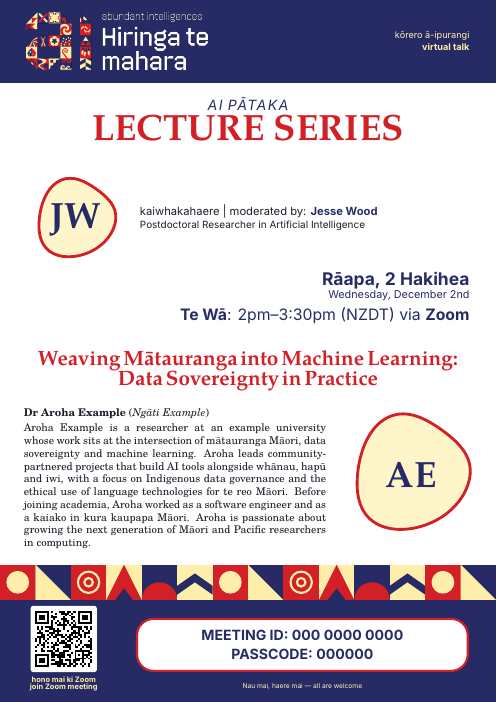 abundant intelligences
Hiringa te
mahara
kōrero ā-ipurangi
virtual talk
AI PĀTAKA
LECTURE SERIES
JW
kaiwhakahaere | moderated by: Jesse Wood
Postdoctoral Researcher in Artificial Intelligence
Rāapa, 2 Hakihea
Wednesday, December 2nd
Te Wā: 2pm–3:30pm (NZDT) via Zoom
Weaving Mātauranga into Machine Learning:
Data Sovereignty in Practice
Dr Aroha Example (Ngāti Example)
Aroha Example is a researcher at an example university
whose work sits at the intersection of mātauranga Māori, data
sovereignty and machine learning. Aroha leads community-
partnered projects that build AI tools alongside whānau, hapū
and iwi, with a focus on Indigenous data governance and the
ethical use of language technologies for te reo Māori. Before
joining academia, Aroha worked as a software engineer and as
a kaiako in kura kaupapa Māori. Aroha is passionate about
growing the next generation of Māori and Pacific researchers
in computing.
AE
hono mai ki Zoom
join Zoom meeting
MEETING ID: 000 0000 0000
PASSCODE: 000000
Nau mai, haere mai — all are welcome